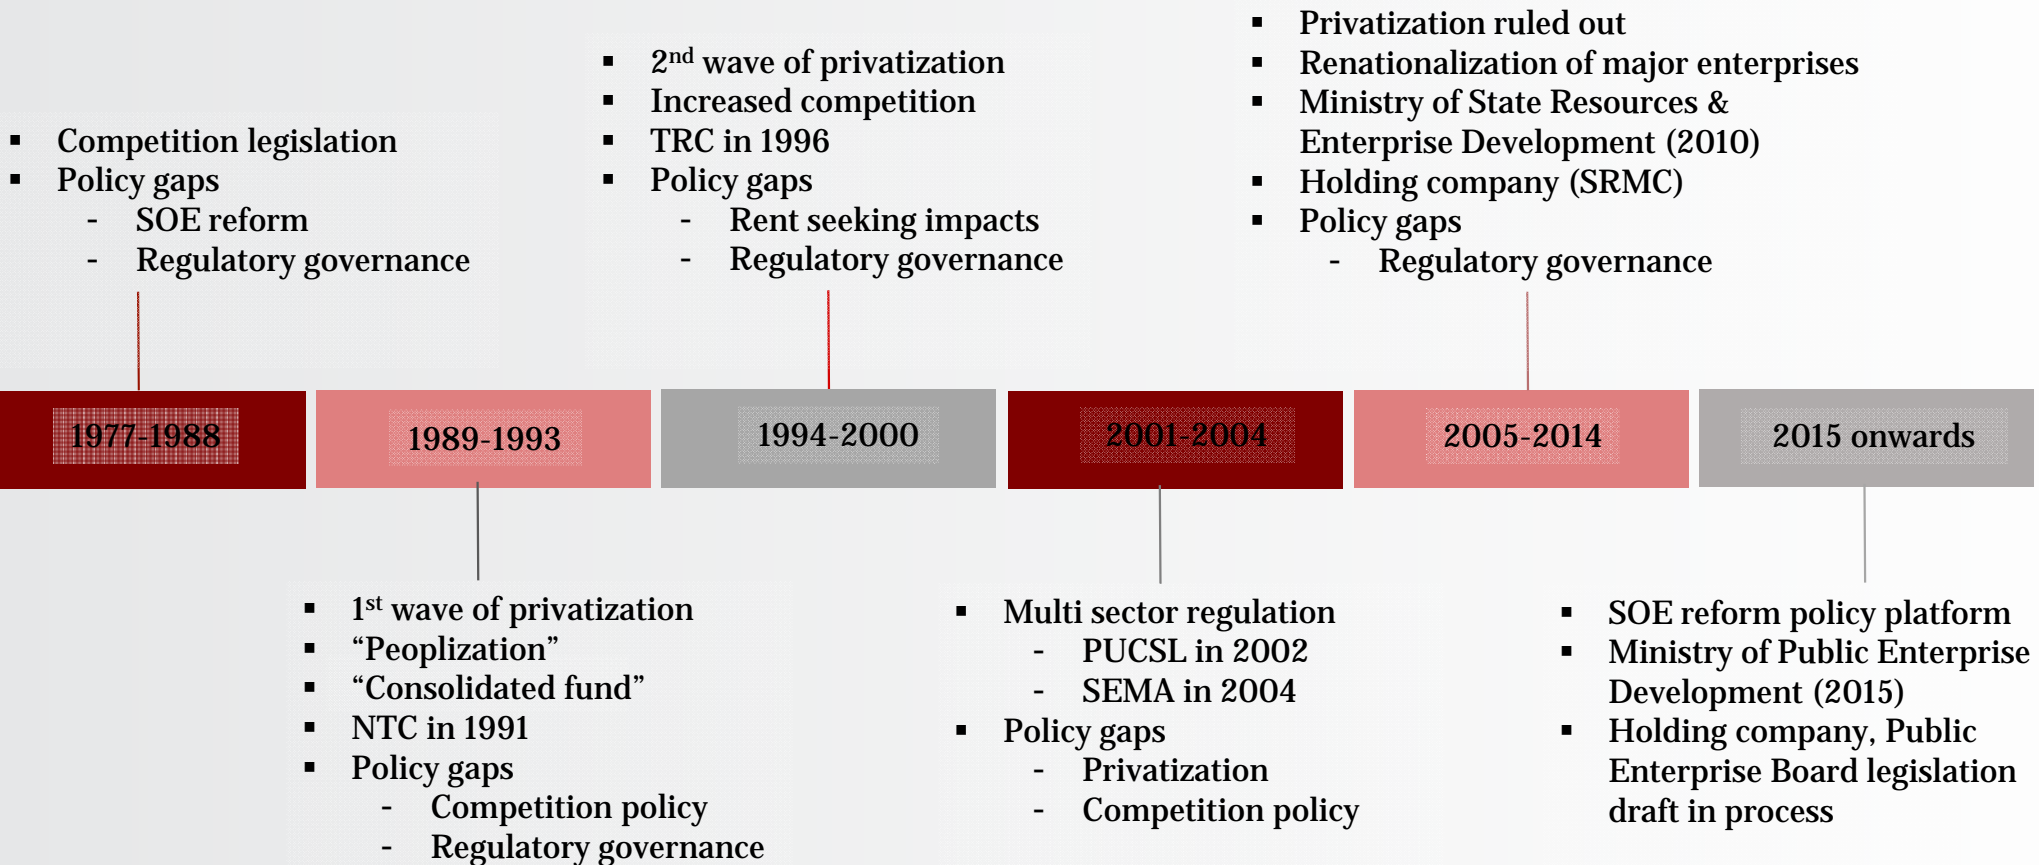 ▪ Competition legislation
▪ Policy gaps
- SOE reform
- Regulatory governance
▪ 2nd wave of privatization
▪ Increased competition
▪ TRC in 1996
▪ Policy gaps
- Rent seeking impacts
- Regulatory governance
▪ Privatization ruled out
▪ Renationalization of major enterprises
▪ Ministry of State Resources &
Enterprise Development (2010)
▪ Holding company (SRMC)
▪ Policy gaps
- Regulatory governance
1977-1988
1989-1993
1994-2000
2001-2004
2005-2014
2015 onwards
▪ 1st wave of privatization
▪ “Peoplization”
▪ “Consolidated fund”
▪ NTC in 1991
▪ Policy gaps
- Competition policy
- Regulatory governance
▪ Multi sector regulation
- PUCSL in 2002
- SEMA in 2004
▪ Policy gaps
- Privatization
- Competition policy
▪ SOE reform policy platform
▪ Ministry of Public Enterprise
Development (2015)
▪ Holding company, Public
Enterprise Board legislation
draft in process